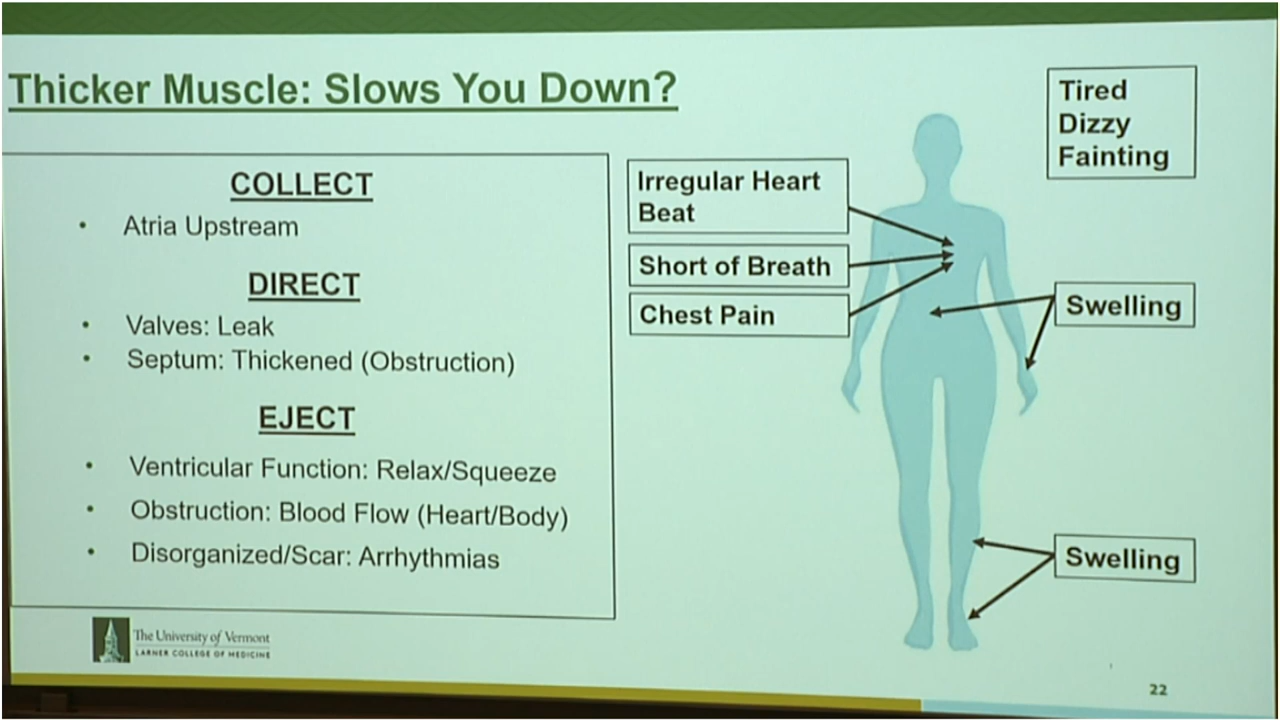 Thicker Muscle: Slows You Down?
COLLECT
• Atria Upstream
DIRECT
• Valves: Leak
• Septum: Thickened (Obstruction)
EJECT
• Ventricular Function: Relax/Squeeze
• Obstruction: Blood Flow (Heart/Body)
• Disorganized/Scar: Arrhythmias
Irregular Heart
Beat
Short of Breath
Chest Pain
Tired
Dizzy
Fainting
Swelling
Swelling
The University of Vermont
LARNER COLLEGE OF MEDICINE
22